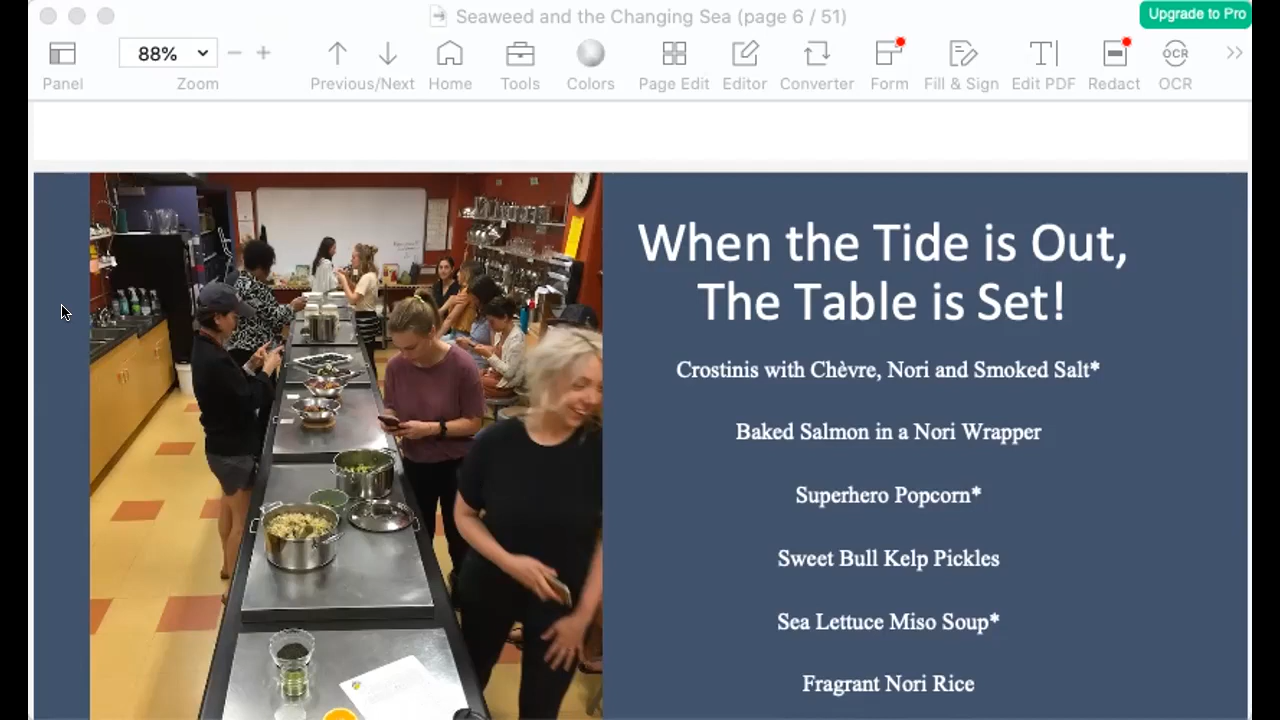 Seaweed and the Changing Sea (page 6 / 51)
Upgrade to Pro
88%
Panel
Zoom
Previous/Next
Home
Tools
Colors
Page Edit
Editor
Converter
Form
Fill & Sign
Edit PDF
Redact
OCR
OCR
When the Tide is Out,
The Table is Set!
Crostinis with Chèvre, Nori and Smoked Salt*
Baked Salmon in a Nori Wrapper
Superhero Popcorn*
Sweet Bull Kelp Pickles
Sea Lettuce Miso Soup*
Fragrant Nori Rice